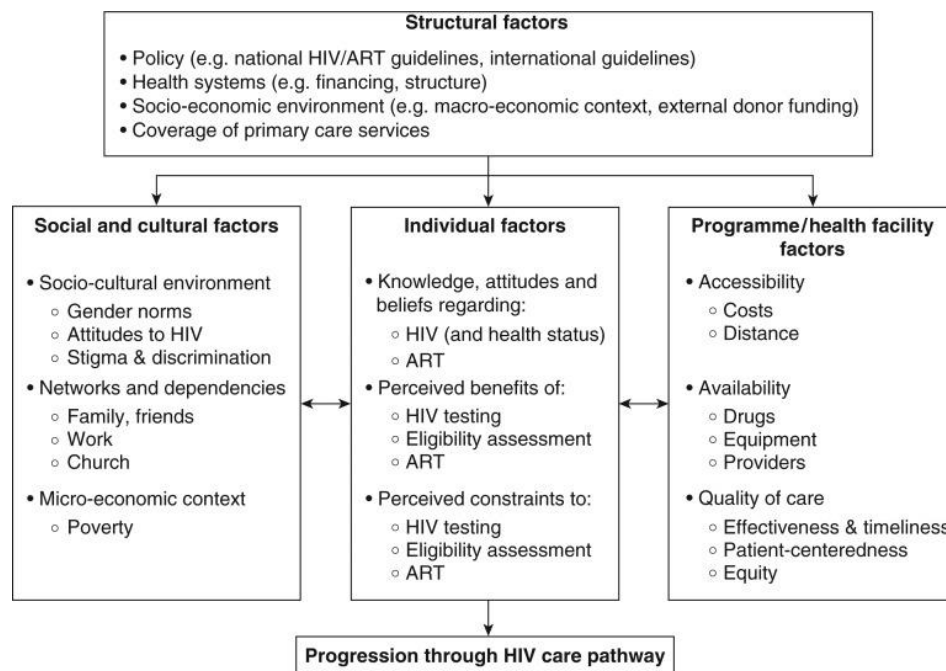 Structural factors
• Policy (e.g. national HIV/ART guidelines, international guidelines)
• Health systems (e.g. financing, structure)
• Socio-economic environment (e.g. macro-economic context, external donor funding)
• Coverage of primary care services
Social and cultural factors
• Socio-cultural environment
○ Gender norms
○ Attitudes to HIV
○ Stigma & discrimination
• Networks and dependencies
○ Family, friends
○ Work
○ Church
• Micro-economic context
○ Poverty
Individual factors
• Knowledge, attitudes and
beliefs regarding:
○ HIV (and health status)
○ ART
• Perceived benefits of:
○ HIV testing
○ Eligibility assessment
○ ART
• Perceived constraints to:
○ HIV testing
○ Eligibility assessment
○ ART
Programme/health facility
factors
• Accessibility
○ Costs
○ Distance
• Availability
○ Drugs
○ Equipment
○ Providers
• Quality of care
○ Effectiveness & timeliness
○ Patient-centeredness
○ Equity
Progression through HIV care pathway